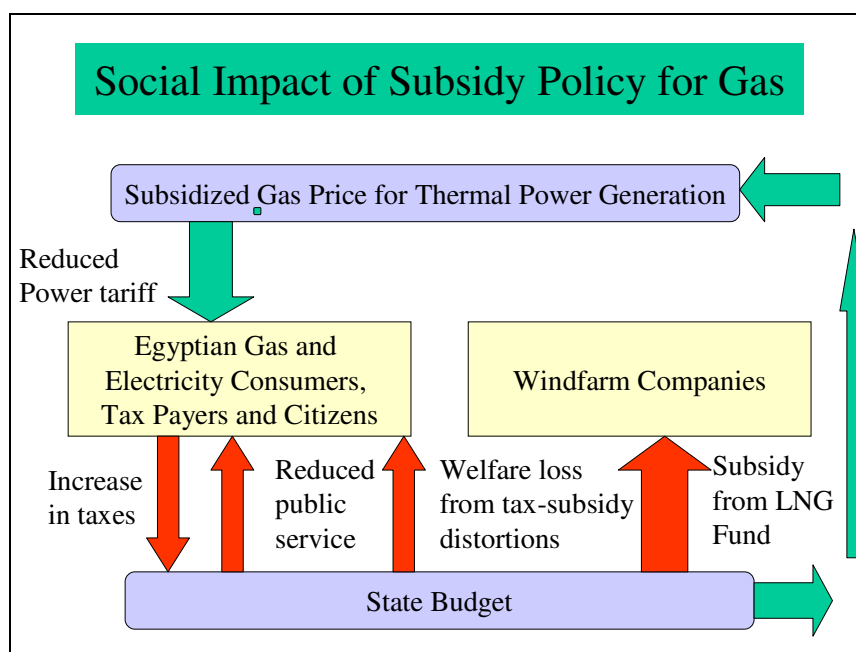 Social Impact of Subsidy Policy for Gas
Subsidized Gas Price for Thermal Power Generation
Reduced
Power tariff
Egyptian Gas and
Electricity Consumers,
Tax Payers and Citizens
Windfarm Companies
Increase
in taxes
Reduced
public
service
Welfare loss
from tax-subsidy
distortions
Subsidy
from LNG
Fund
State Budget